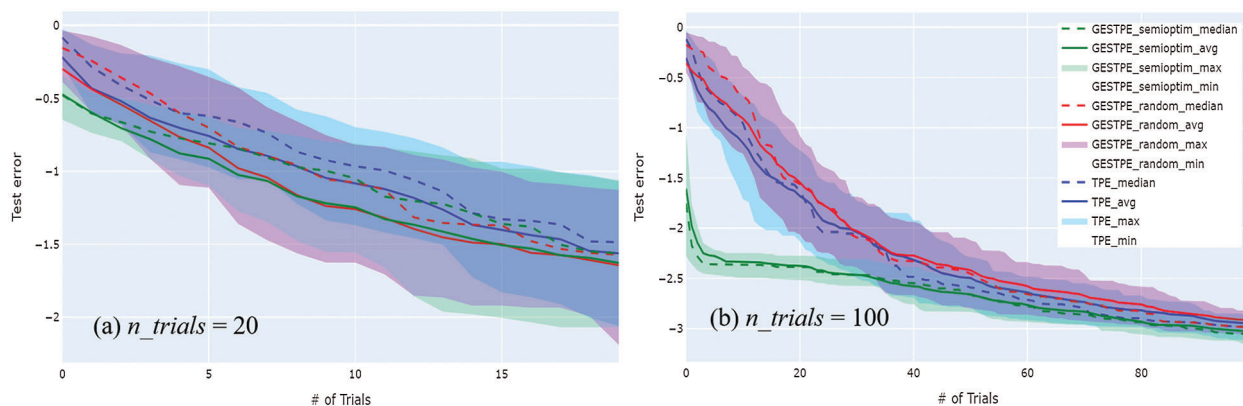 0
−0.5
−1
−1.5
−2
Test error
0
5
10
15
# of Trials
(a) n_trials = 20
0
−0.5
−1
−1.5
−2
−2.5
−3
Test error
0
20
40
60
80
# of Trials
(b) n_trials = 100
GESTPE_semioptim_median
GESTPE_semioptim_avg
GESTPE_semioptim_max
GESTPE_semioptim_min
GESTPE_random_median
GESTPE_random_avg
GESTPE_random_max
GESTPE_random_min
TPE_median
TPE_avg
TPE_max
TPE_min